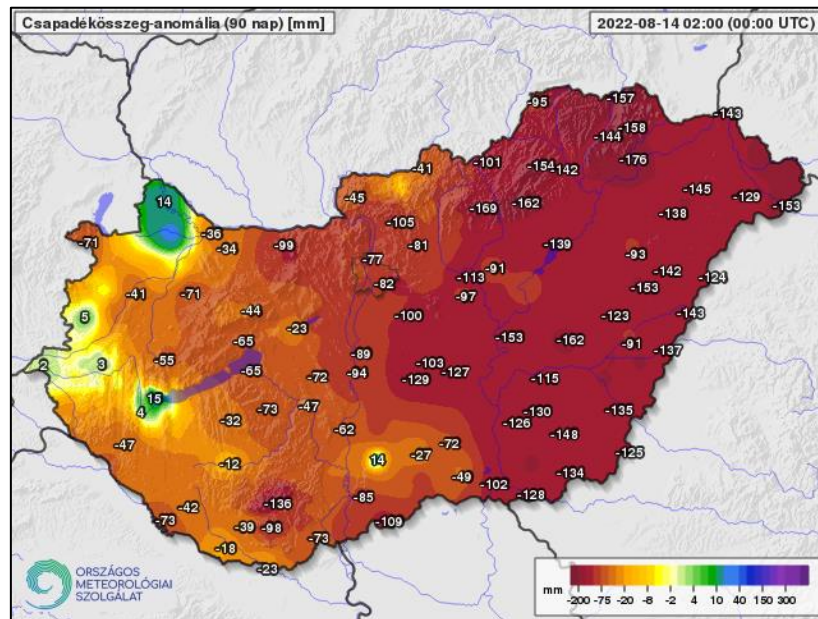 Csapadékösszeg-anomália (90 nap) [mm]
2022-08-14 02:00 (00:00 UTC)
-95 -157
-143
-158
-144
-41 -101 -154 -142 -176
14 -45 -169 -162 -145 -129 -153
-138
-36 -105
-71 -34 -99 -81 -139
-77 -93
-91 -142 -124
-113
-82 -153
-41 -71 -97
5 -44 -100 -123 -143
-23
-65 -153 -162 -91
-137
2 3 -55 -89
-65 -94 -103
-72 -129 -127 -115
15
4 -73 -47
-32 -130 -135
-126
-62 -148
-47 -72
-12 14 -27 -125
-49 -134
-102
-136 -85 -128
-42
-73 -109
-39 -98
-73
-18
-23
ORSZÁGOS
METEOROLÓGIAI
SZOLGÁLAT
mm
-200 -75 -20 -8 -2 4 10 40 150 300